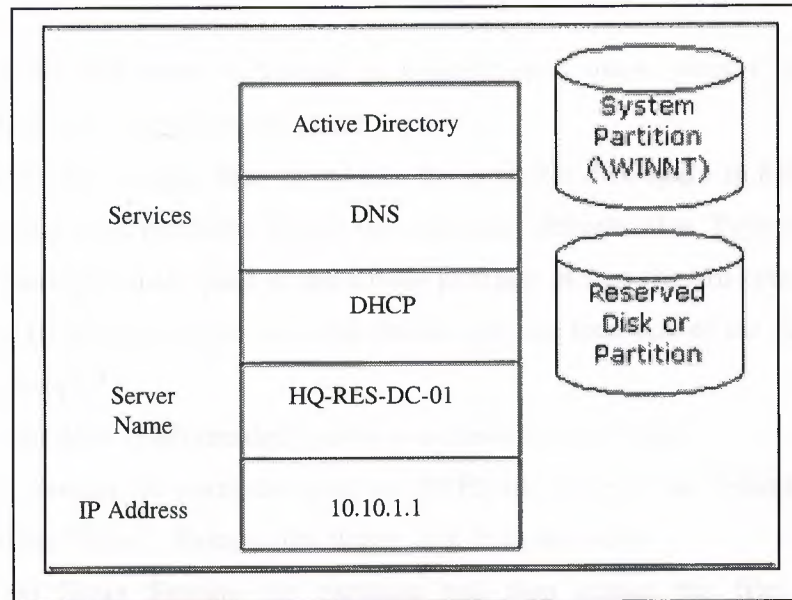 Active Directory
Services
DNS
DHCP
Server
Name
HQ-RES-DC-01
IP Address
10.10.1.1
System
Partition
(\WINNT)
Reserved
Disk or
Partition